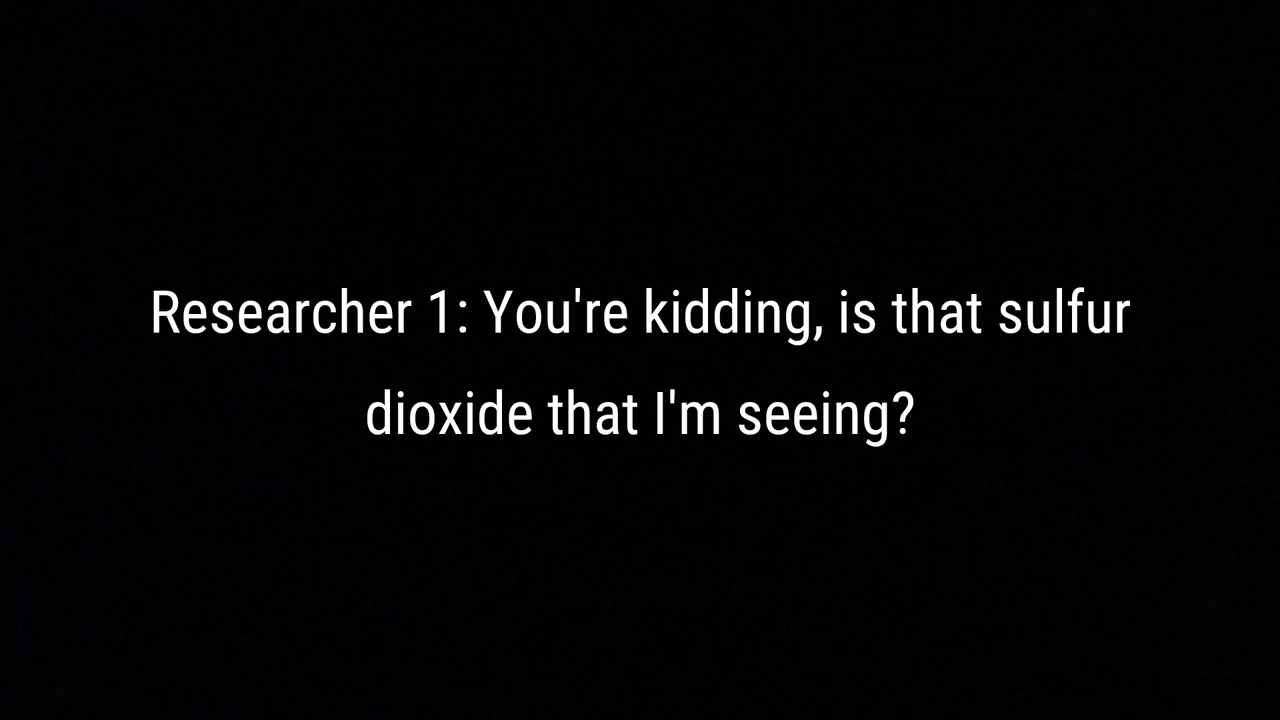 Researcher 1: You're kidding, is that sulfur
dioxide that I'm seeing?